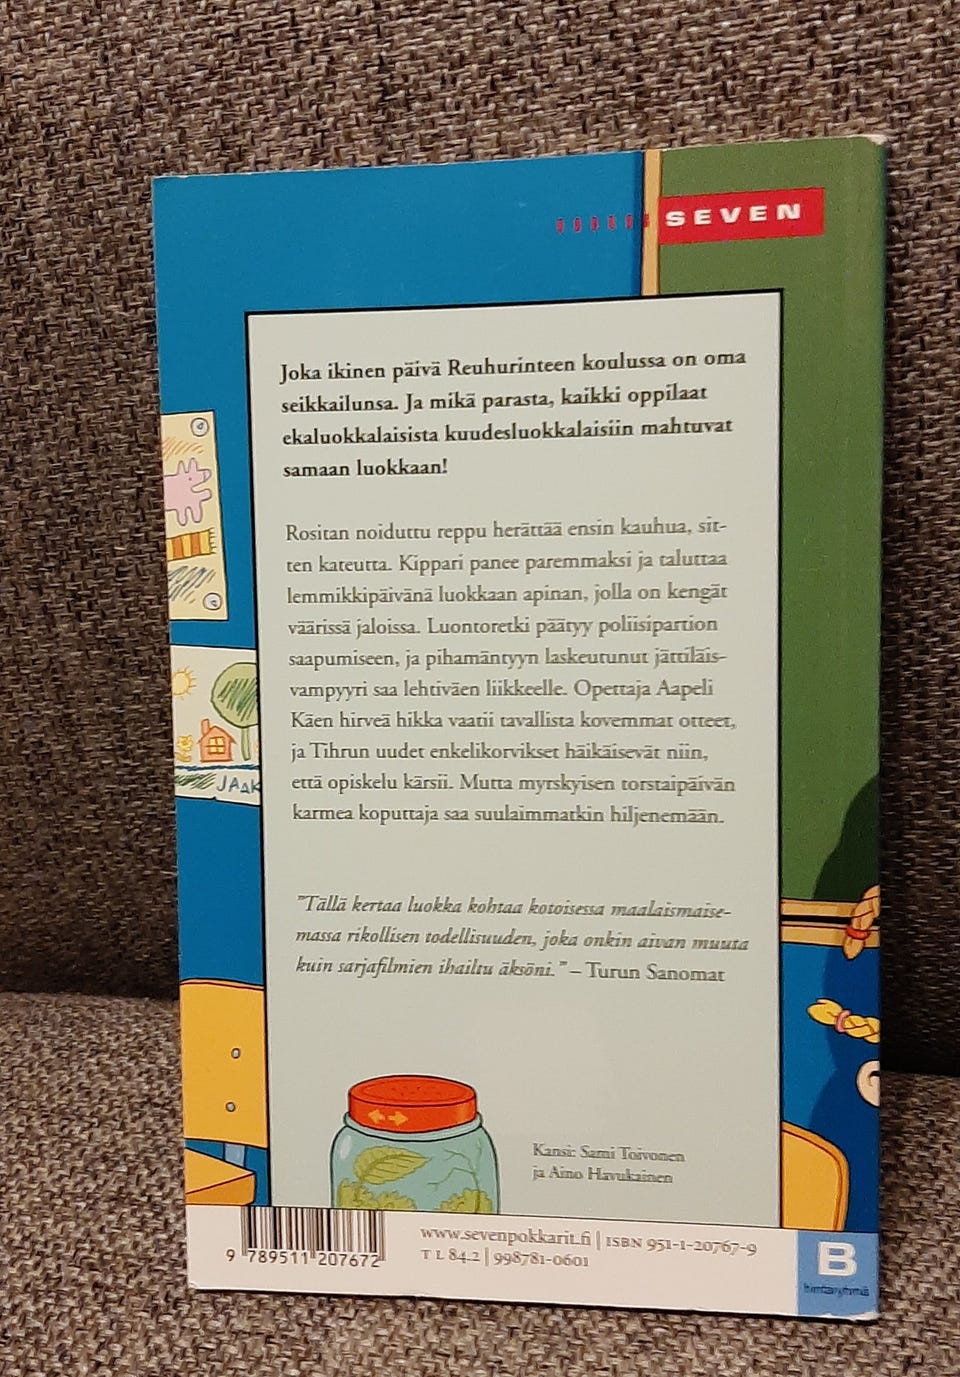 SEVEN
Joka ikinen päivä Reuhurinteen koulussa on oma
seikkailunsa. Ja mikä parasta, kaikki oppilaat
ekaluokkalaisista kuudesluokkalaisiin mahtuvat
samaan luokkaan!
Rositan noiduttu reppu herättää ensin kauhua, sit-
ten kateutta. Kippari panee paremmaksi ja taluttaa
lemmikkipäivänä luokkaan apinan, jolla on kengät
väärissä jaloissa. Luontoretki päätyy poliisipartion
saapumiseen, ja pihamäntyyn laskeutunut jättiläis-
vampyyri saa lehtiväen liikkeelle. Opettaja Aapeli
Käen hirveä hikka vaatii tavallista kovemmat otteet,
ja Tihrun uudet enkelikorvikset häikäisevät niin,
että opiskelu kärsii. Mutta myrskyisen torstaipäivän
karmea koputtaja saa suulaimmatkin hiljenemään.
JAAK
"Tällä kertaa luokka kohtaa kotoisessa maalaismaise-
massa rikollisen todellisuuden, joka onkin aivan muuta
kuin sarjafilmien ihailtu äksöni." – Turun Sanomat
Kansi: Sami Toivonen
ja Aino Havukainen
www.sevenpokkarit.fi | ISBN 951-1-20767-9
T L 84.2 | 998781-0601
9 789511 207672
B
hintaryhmä